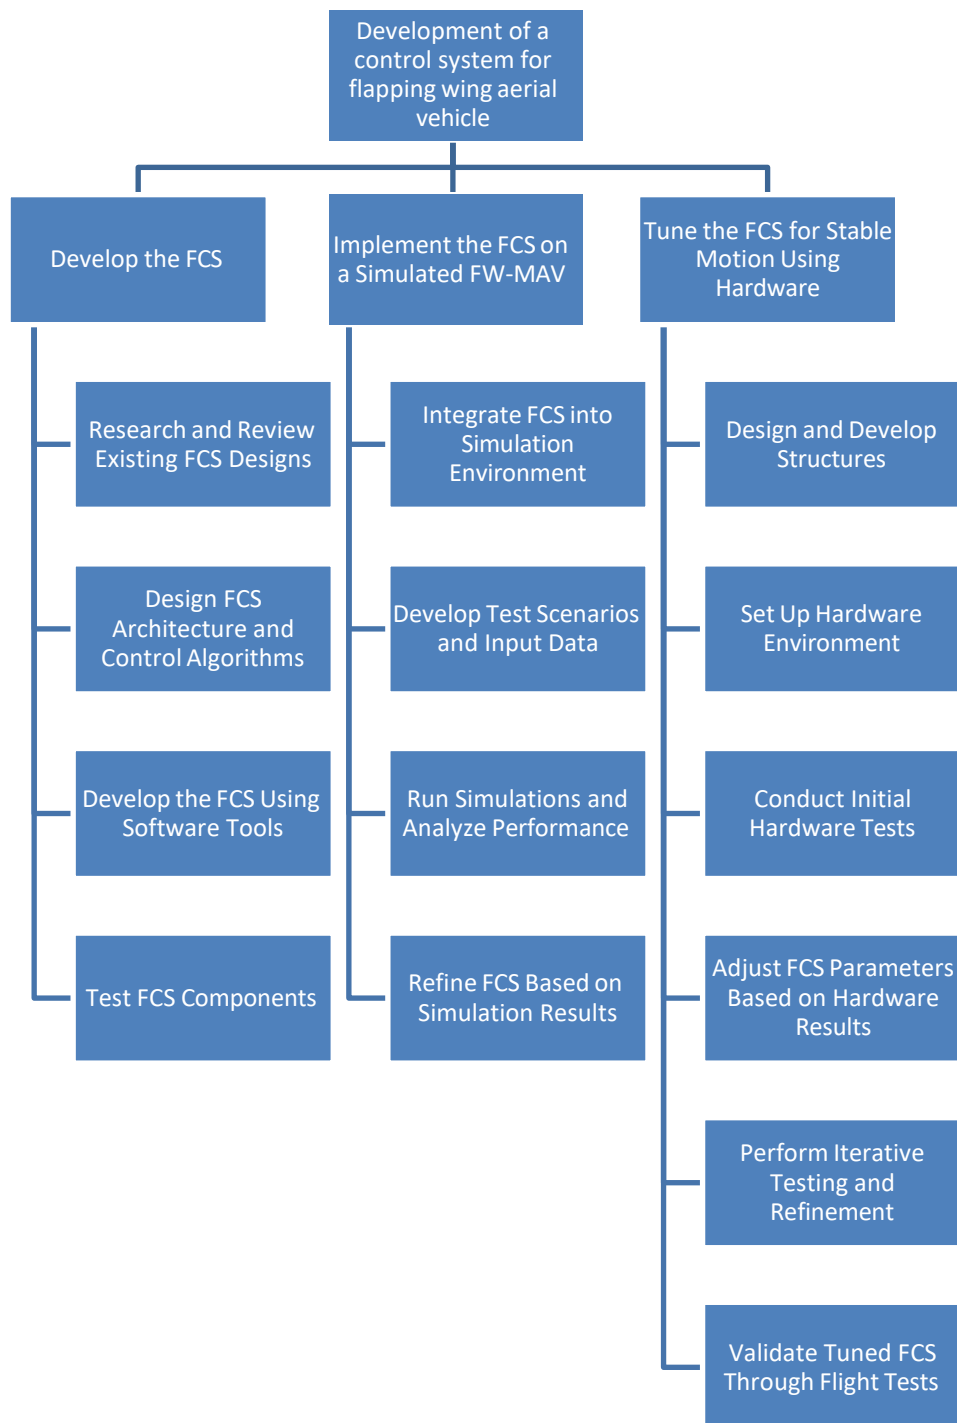 Development of a
control system for
flapping wing aerial
vehicle
Develop the FCS
Implement the FCS on
a Simulated FW-MAV
Tune the FCS for Stable
Motion Using
Hardware
Research and Review
Existing FCS Designs
Design FCS
Architecture and
Control Algorithms
Develop the FCS Using
Software Tools
Test FCS Components
Integrate FCS into
Simulation
Environment
Develop Test Scenarios
and Input Data
Run Simulations and
Analyze Performance
Refine FCS Based on
Simulation Results
Design and Develop
Structures
Set Up Hardware
Environment
Conduct Initial
Hardware Tests
Adjust FCS Parameters
Based on Hardware
Results
Perform Iterative
Testing and
Refinement
Validate Tuned FCS
Through Flight Tests